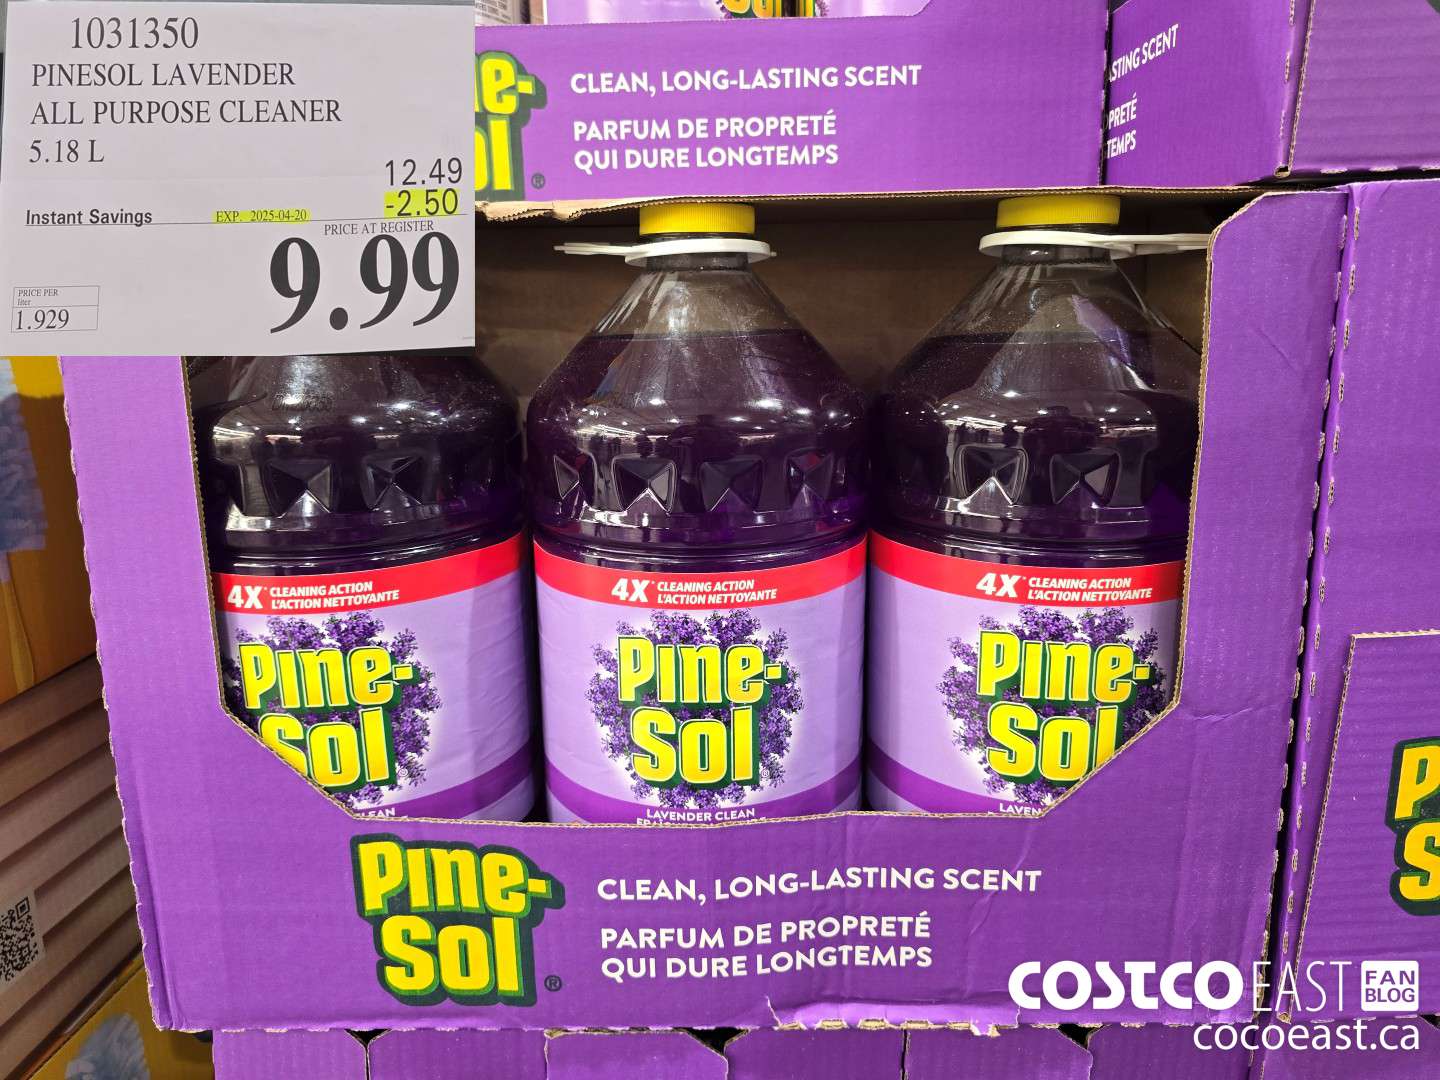 1031350
PINESOL LAVENDER
ALL PURPOSE CLEANER
5.18 L
12.49
-2.50
Instant Savings EXP. 2025-04-20
PRICE AT REGISTER
9.99
PRICE PER
liter
1.929
CLEAN, LONG-LASTING SCENT
PARFUM DE PROPRETÉ
QUI DURE LONGTEMPS
STING SCENT
PROPRETÉ
TEMPS
4X* CLEANING ACTION
L'ACTION NETTOYANTE
Pine-
Sol
4X* CLEANING ACTION
L'ACTION NETTOYANTE
Pine-
Sol
LAVENDER CLEAN
4X* CLEANING ACTION
L'ACTION NETTOYANTE
Pine-
Sol
Pine-
Sol®
CLEAN, LONG-LASTING SCENT
PARFUM DE PROPRETÉ
QUI DURE LONGTEMPS
COSTCO EAST FAN BLOG
cocoeast.ca